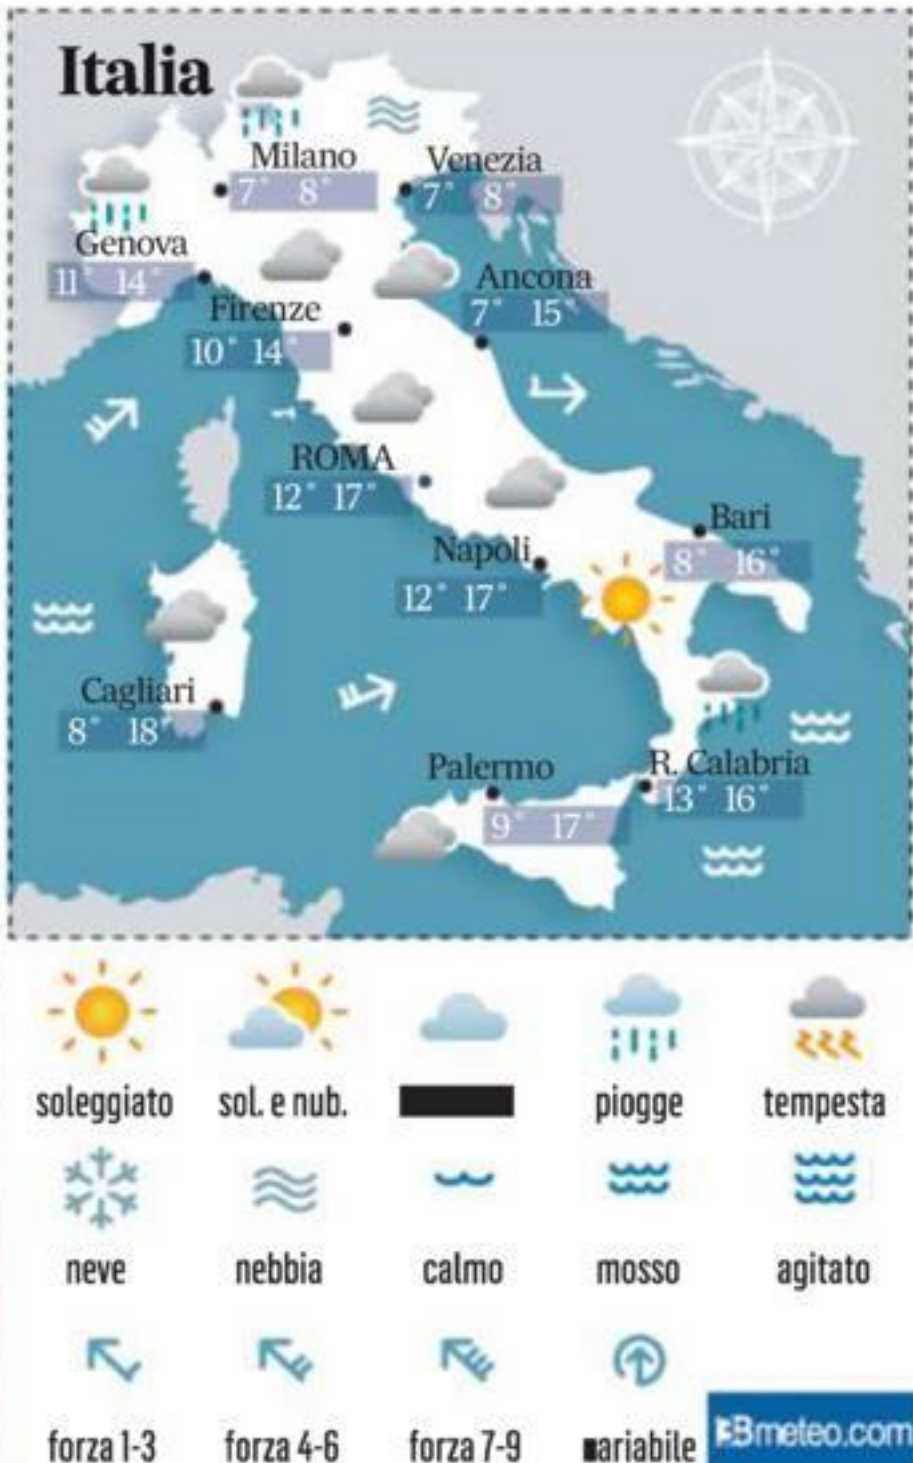 Italia
Milano
7° 8°
Venezia
7° 8°
Genova
11° 14°
Ancona
7° 15°
Firenze
10° 14°
ROMA
12° 17°
Bari
8° 16°
Napoli
12° 17°
Cagliari
8° 18°
Palermo
9° 17°
R. Calabria
13° 16°
soleggiato sol. e nub. piogge tempesta
neve nebbia calmo mosso agitato
forza 1-3 forza 4-6 forza 7-9 ariabile
3Bmeteo.com